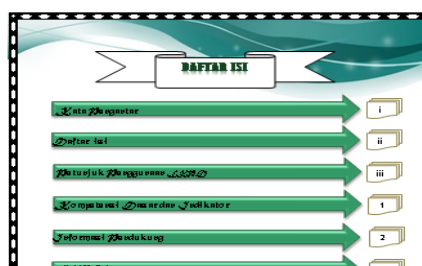 DAFTAR ISI
Kata Pengantar
i
Daftar isi
ii
Petunjuk Penggunaan LKPD
iii
Kompetensi Dasar dan Indikator
1
Informasi Pendukung
2